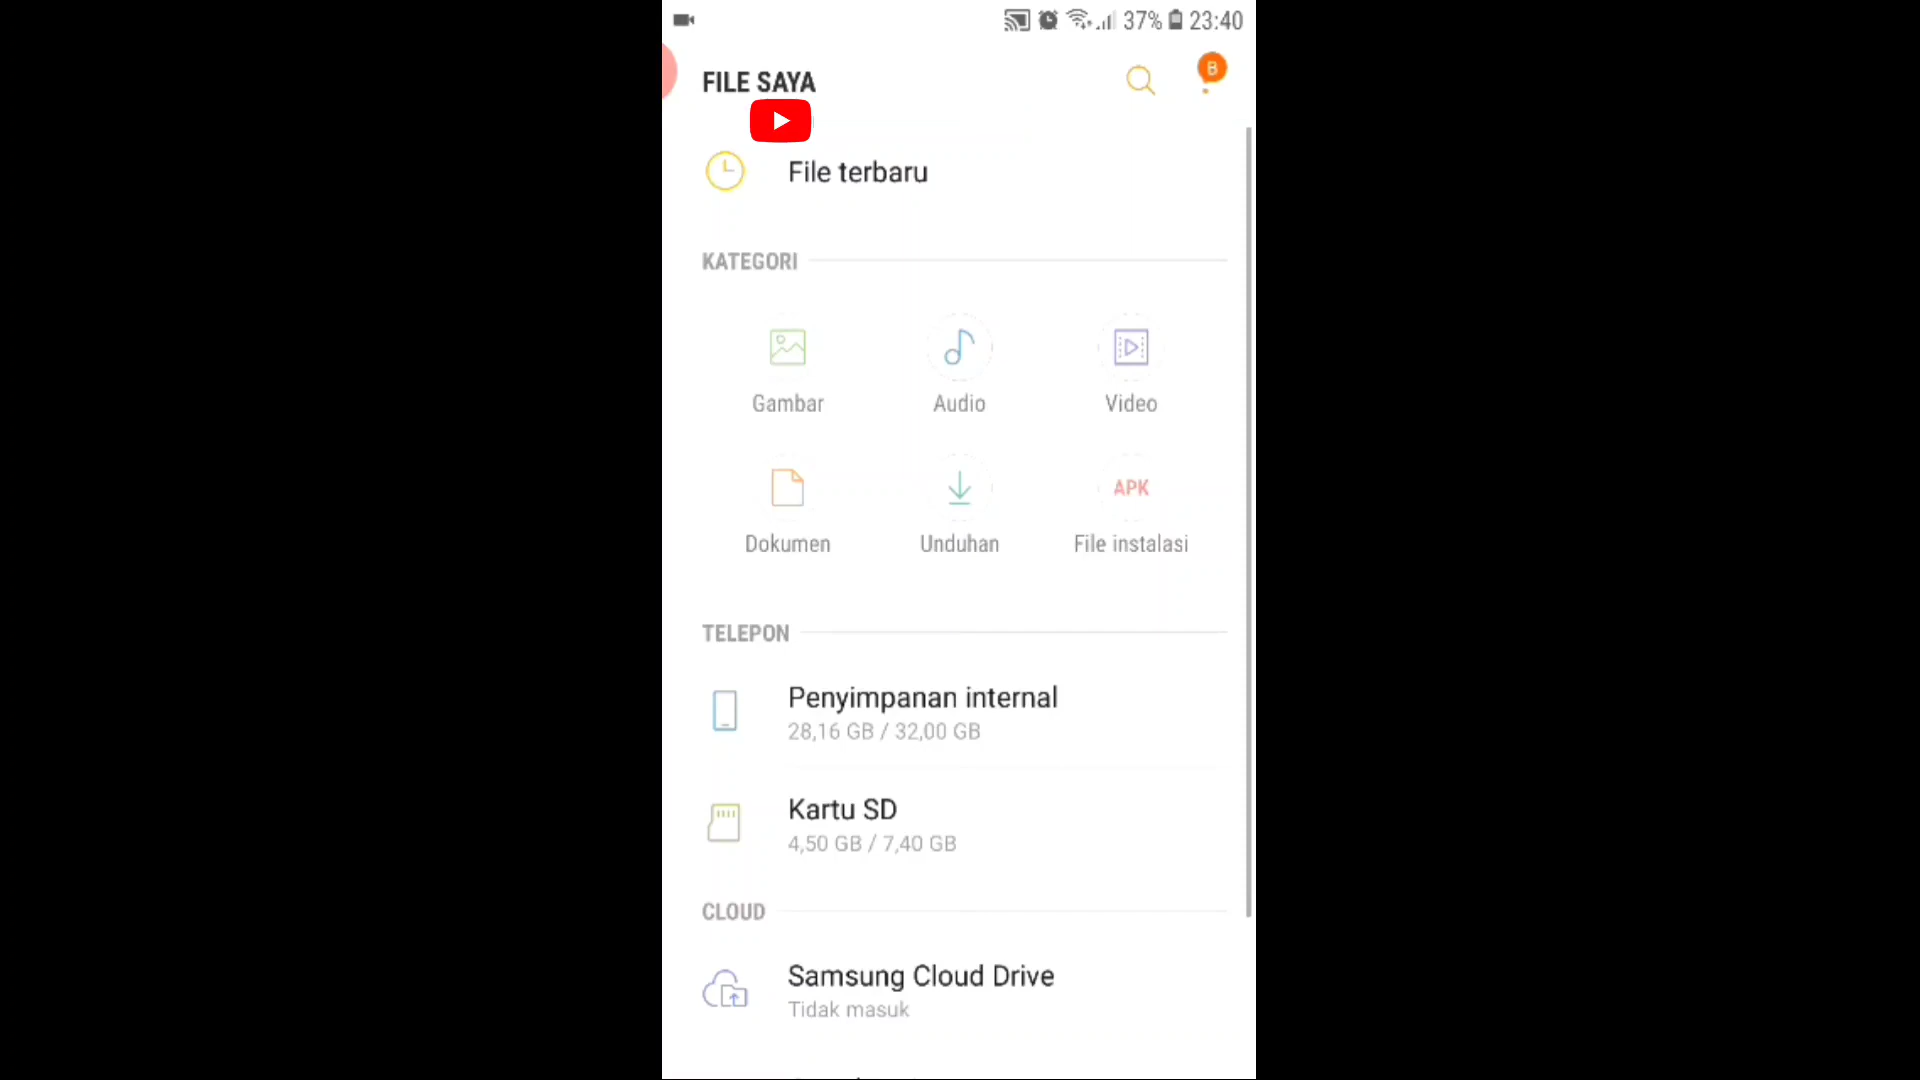 37% 23:40
FILE SAYA
B
File terbaru
KATEGORI
Gambar Audio Video
APK
Dokumen Unduhan File instalasi
TELEPON
Penyimpanan internal
28,16 GB / 32,00 GB
Kartu SD
4,50 GB / 7,40 GB
CLOUD
Samsung Cloud Drive
Tidak masuk